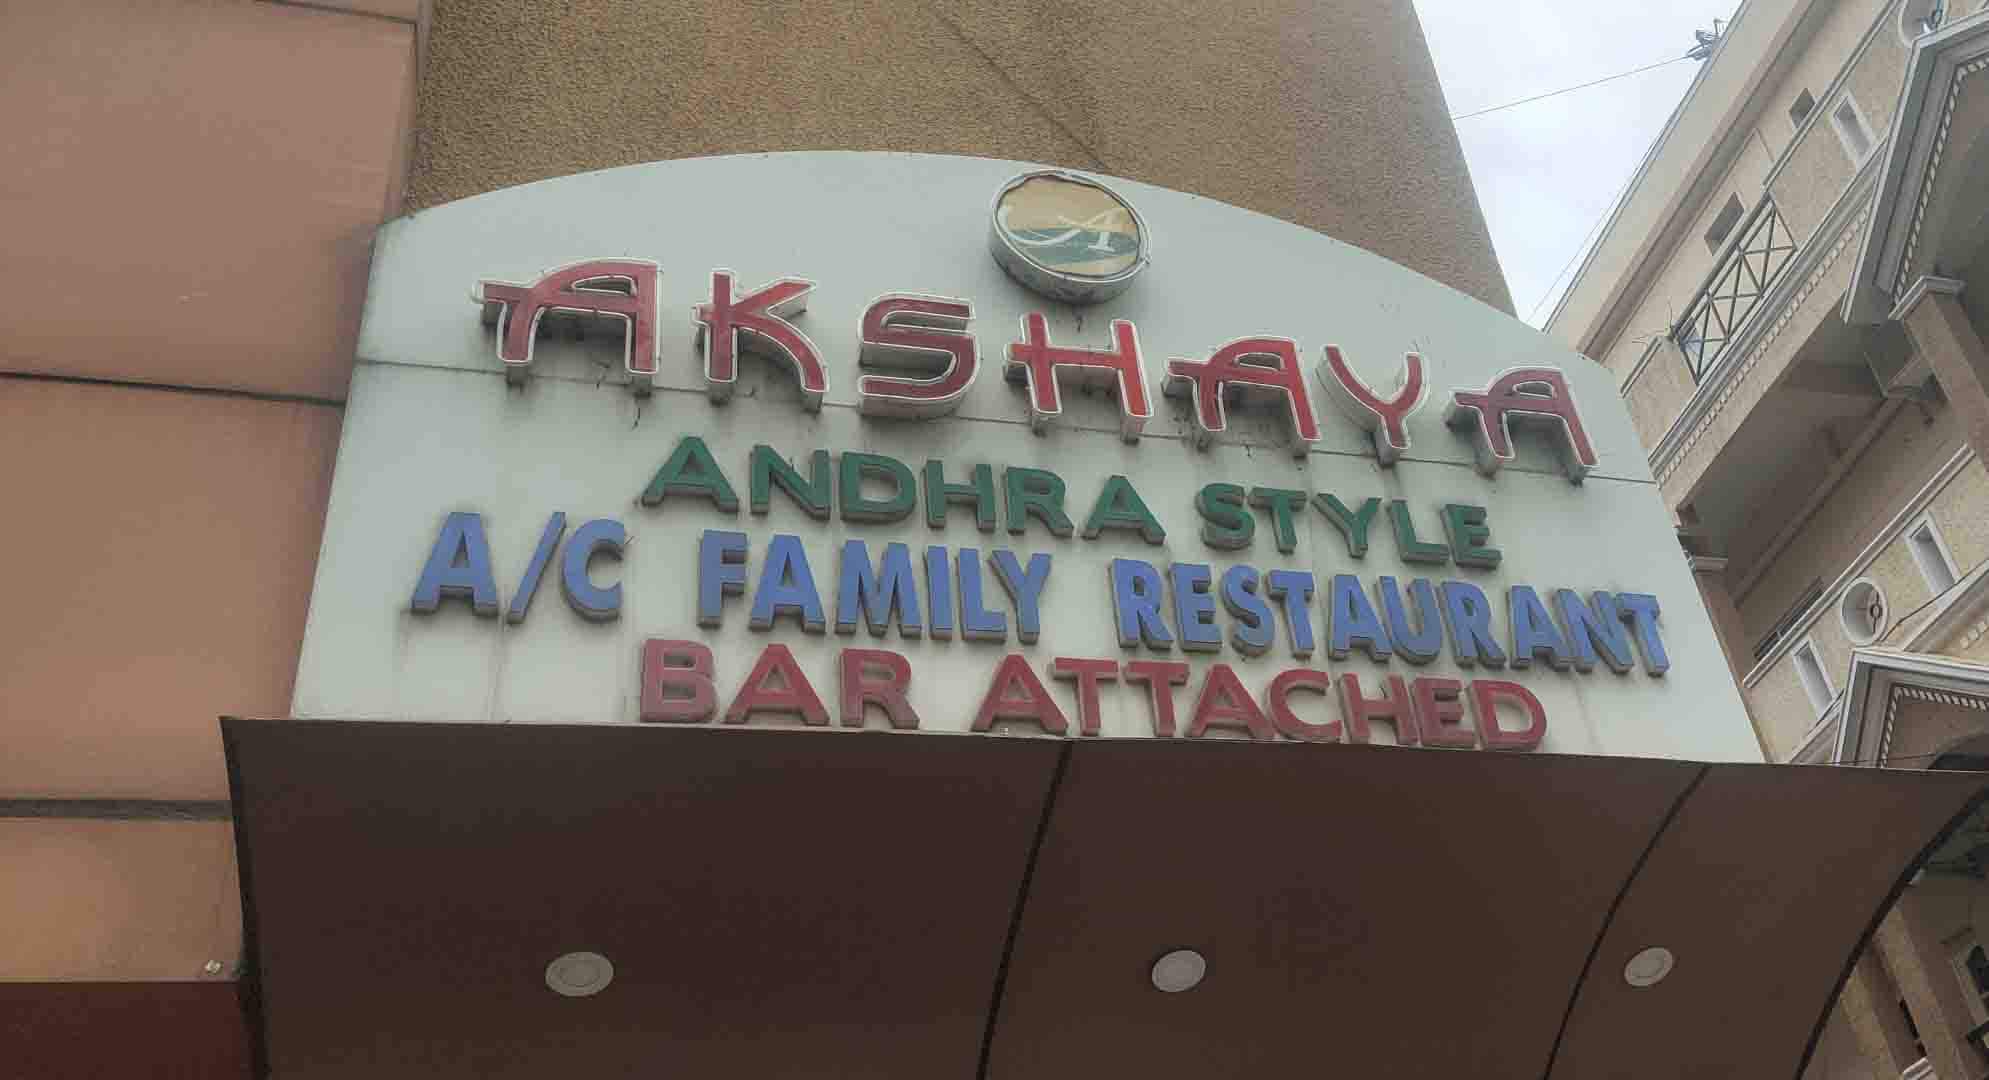 A
AKSHAYA
ANDHRA STYLE
A/C FAMILY RESTAURANT
BAR ATTACHED